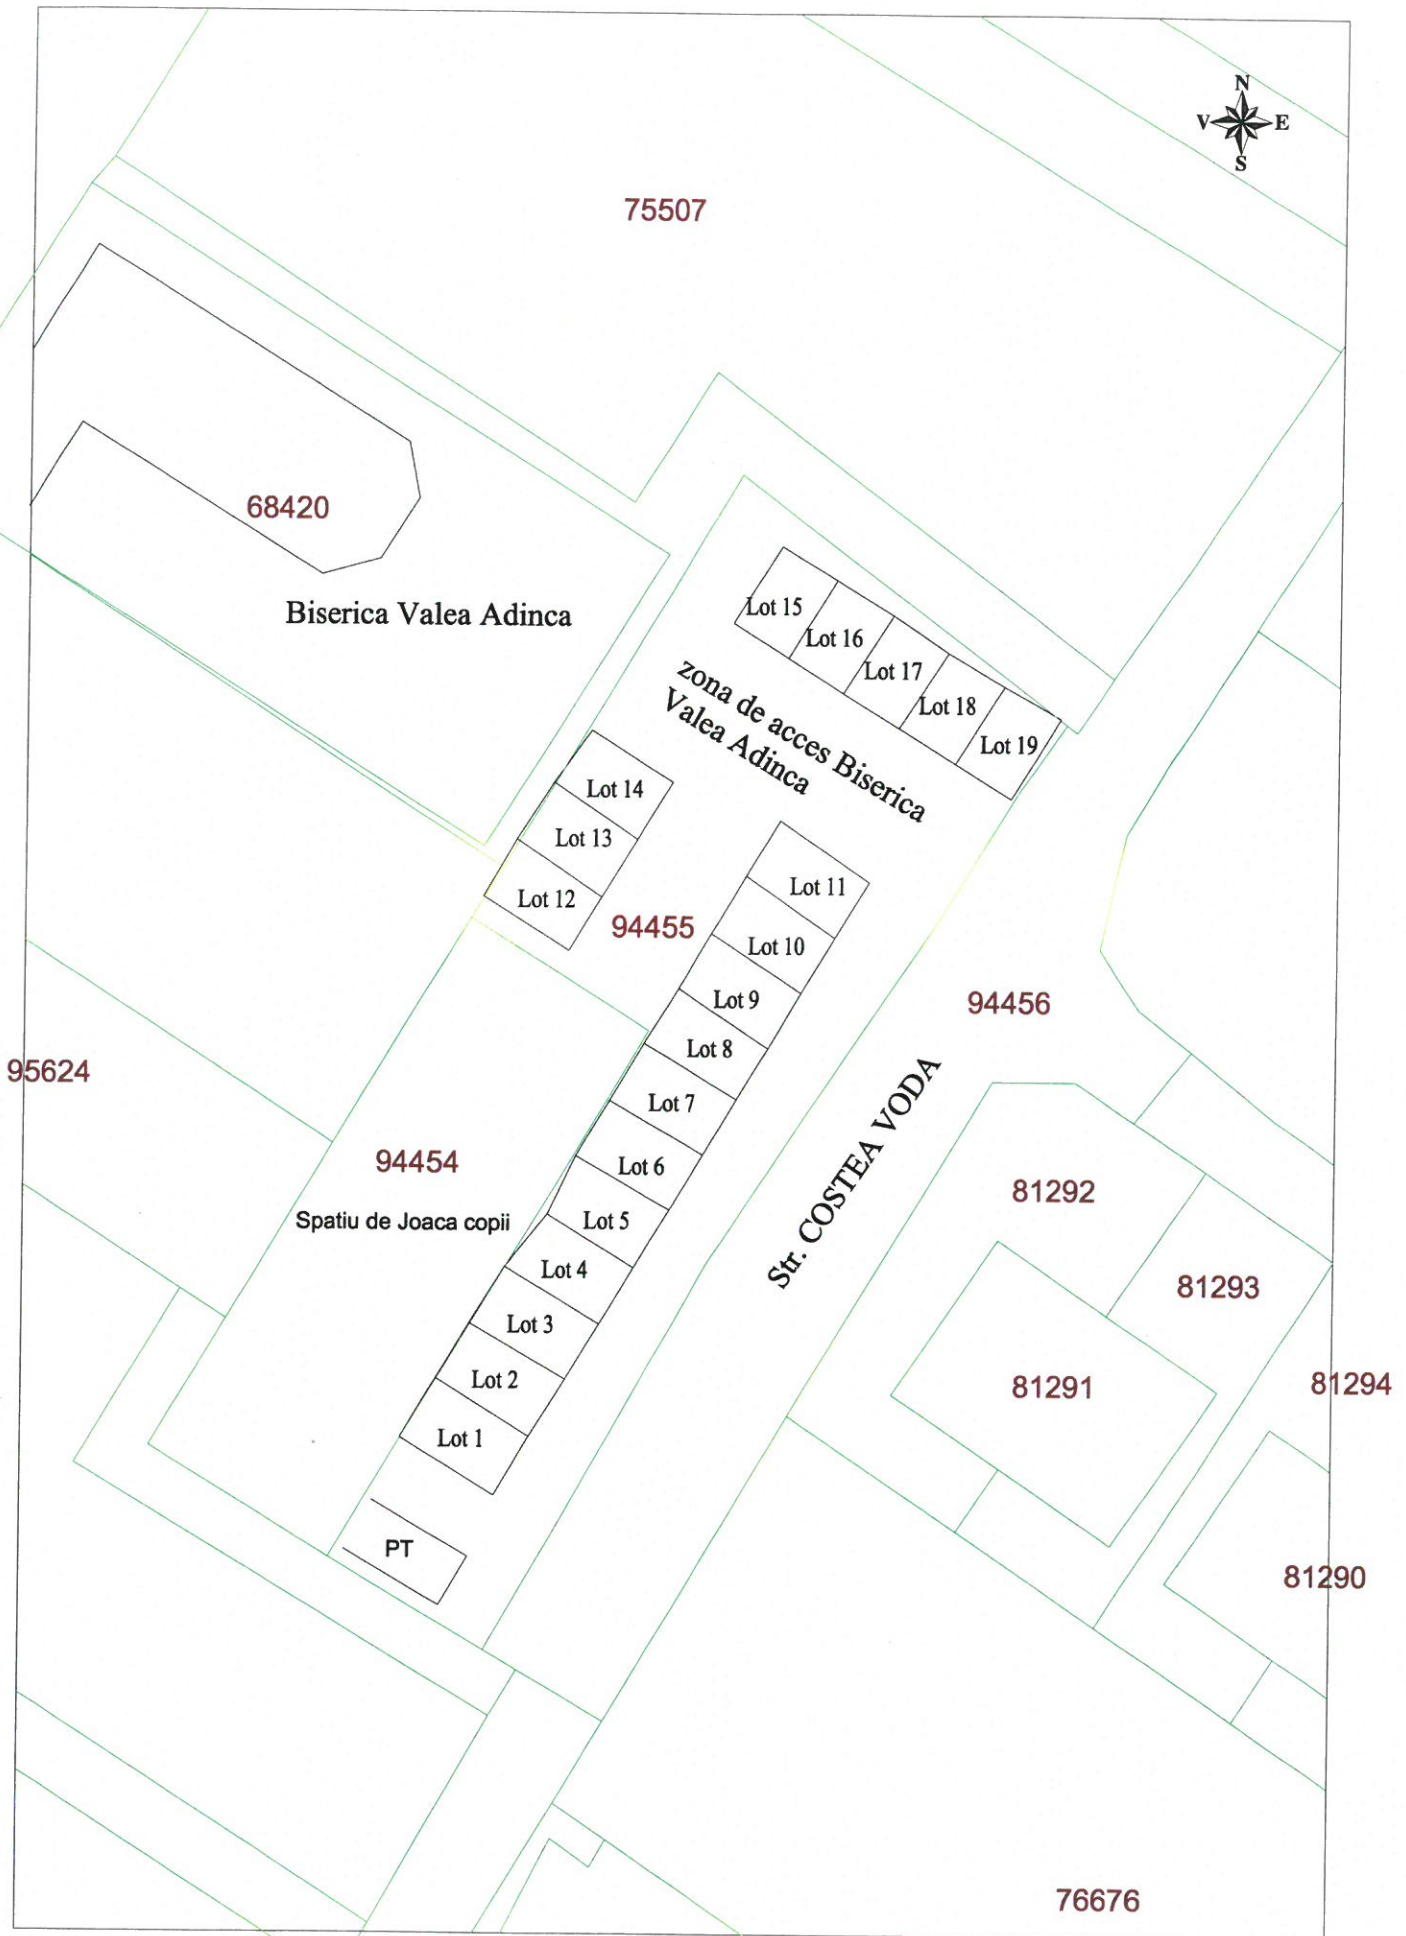 N
V E
S
75507
68420
Biserica Valea Adinca
Lot 15
Lot 16
Lot 17
Lot 18
Lot 19
zona de acces Biserica
Valea Adinca
Lot 14
Lot 13
Lot 12
94455
Lot 11
Lot 10
Lot 9
Lot 8
Lot 7
Lot 6
Lot 5
Lot 4
Lot 3
Lot 2
Lot 1
94456
95624
94454
Spatiu de Joaca copii
Str. COSTEA VODA
81292
81293
81291
81294
81290
PT
76676